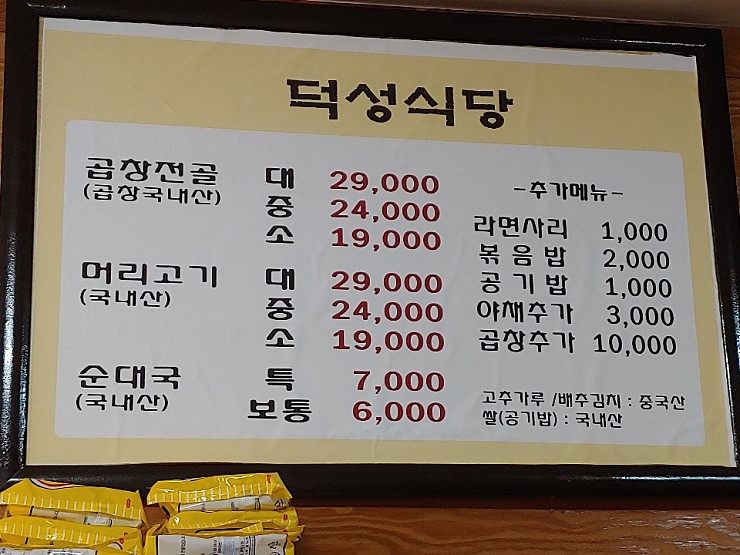 덕성식당
곱창전골 대 29,000
(곱창국내산) 중 24,000
소 19,000
머리고기 대 29,000
(국내산) 중 24,000
소 19,000
순대국 특 7,000
(국내산) 보통 6,000
-추가메뉴-
라면사리 1,000
볶음밥 2,000
공기밥 1,000
야채추가 3,000
곱창추가 10,000
고추가루/배추김치 : 중국산
쌀(공기밥) : 국내산